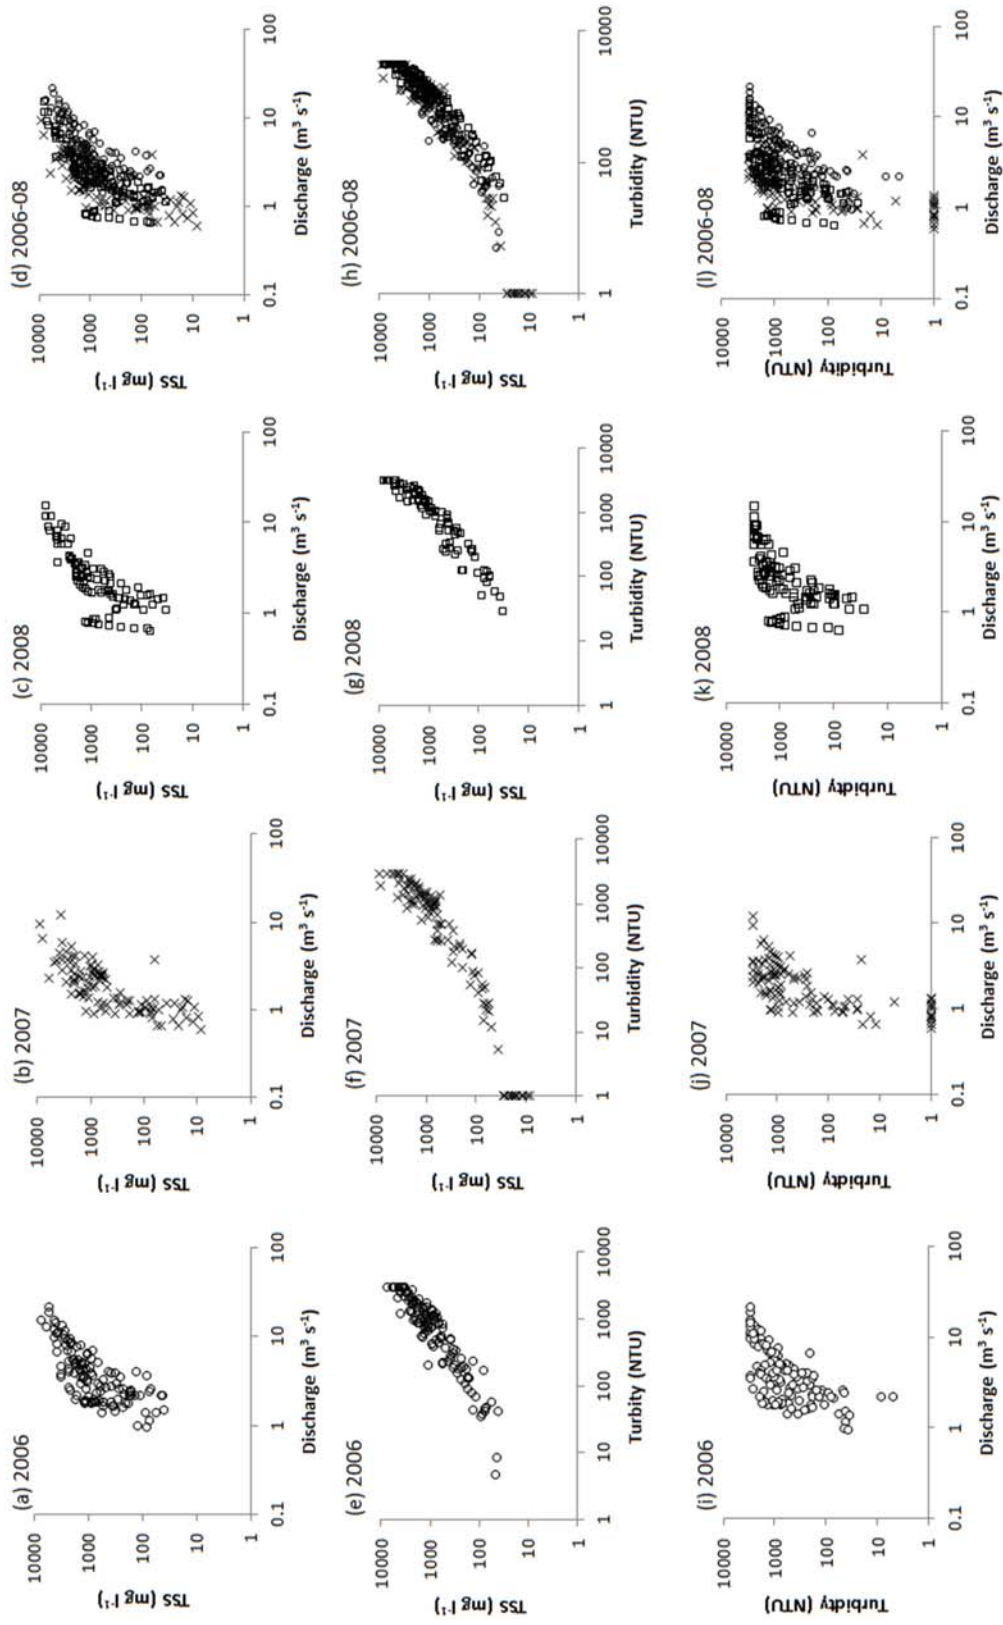 (a) 2006
10000
1000
100
10
1
TSS (mg l⁻¹)
0.1 1 10 100
Discharge (m³ s⁻¹)
(b) 2007
10000
1000
100
10
1
TSS (mg l⁻¹)
0.1 1 10 100
Discharge (m³ s⁻¹)
(c) 2008
10000
1000
100
10
1
TSS (mg l⁻¹)
0.1 1 10 100
Discharge (m³ s⁻¹)
(d) 2006-08
10000
1000
100
10
1
TSS (mg l⁻¹)
0.1 1 10 100
Discharge (m³ s⁻¹)
(e) 2006
10000
1000
100
10
1
TSS (mg l⁻¹)
1 10 100 1000 10000
Turbity (NTU)
(f) 2007
10000
1000
100
10
1
TSS (mg l⁻¹)
1 10 100 1000 10000
Turbidity (NTU)
(g) 2008
10000
1000
100
10
1
TSS (mg l⁻¹)
1 10 100 1000 10000
Turbidity (NTU)
(h) 2006-08
10000
1000
100
10
1
TSS (mg l⁻¹)
1 100 10000
Turbidity (NTU)
(i) 2006
10000
1000
100
10
1
Turbidty (NTU)
0.1 1 10 100
Discharge (m³ s⁻¹)
(j) 2007
10000
1000
100
10
1
Turbidty (NTU)
0.1 1 10 100
Discharge (m³ s⁻¹)
(k) 2008
10000
1000
100
10
1
Turbidty (NTU)
0.1 1 10 100
Discharge (m³ s⁻¹)
(l) 2006-08
10000
1000
100
10
1
Turbidity (NTU)
0.1 1 10 100
Discharge (m³ s⁻¹)